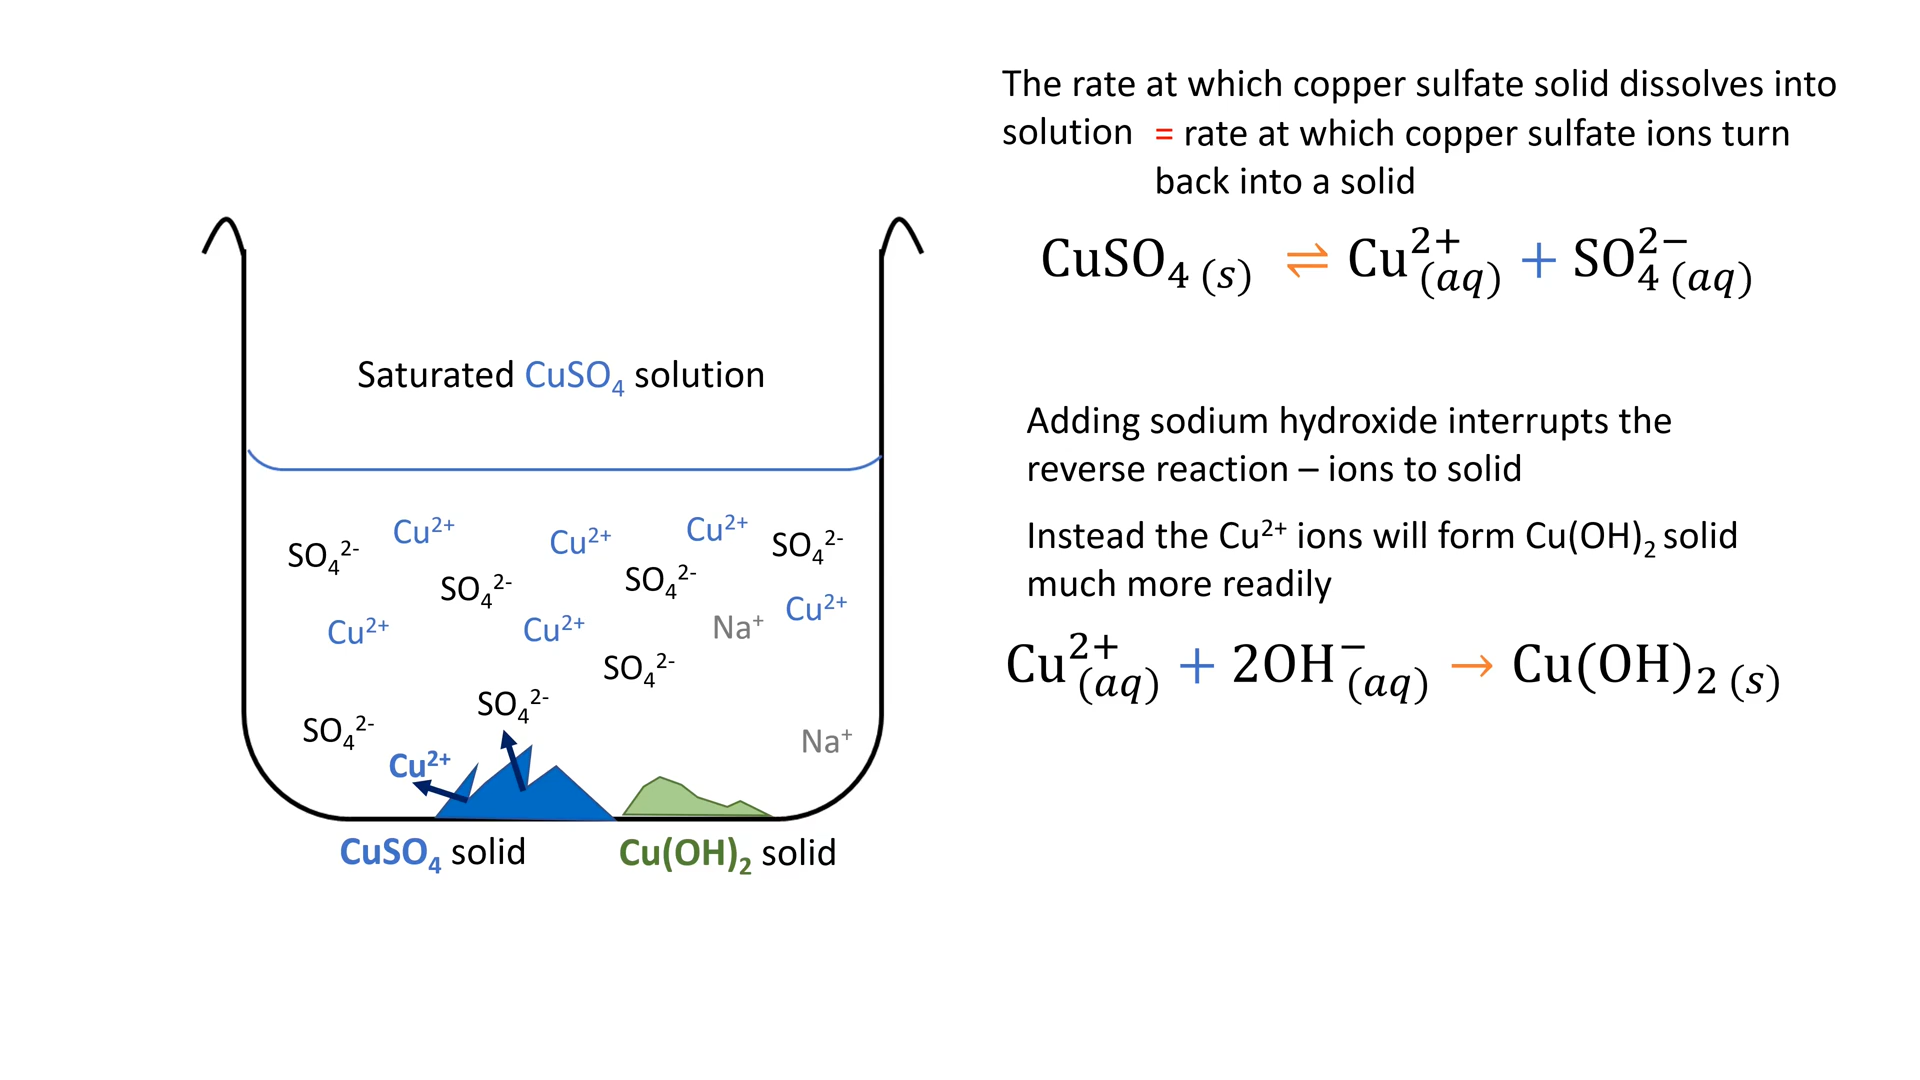 The rate at which copper sulfate solid dissolves into
solution = rate at which copper sulfate ions turn
back into a solid
CuSO₄ (s) ⇌ Cu²⁺(aq) + SO₄²⁻(aq)
Saturated CuSO₄ solution
Adding sodium hydroxide interrupts the
reverse reaction – ions to solid
Instead the Cu²⁺ ions will form Cu(OH)₂ solid
much more readily
Cu²⁺(aq) + 2OH⁻(aq) → Cu(OH)₂ (s)
SO₄²⁻ Cu²⁺ Cu²⁺ Cu²⁺ SO₄²⁻
SO₄²⁻ SO₄²⁻
Cu²⁺ Cu²⁺ Na⁺ Cu²⁺
SO₄²⁻
SO₄²⁻
SO₄²⁻ Na⁺
Cu²⁺
CuSO₄ solid Cu(OH)₂ solid